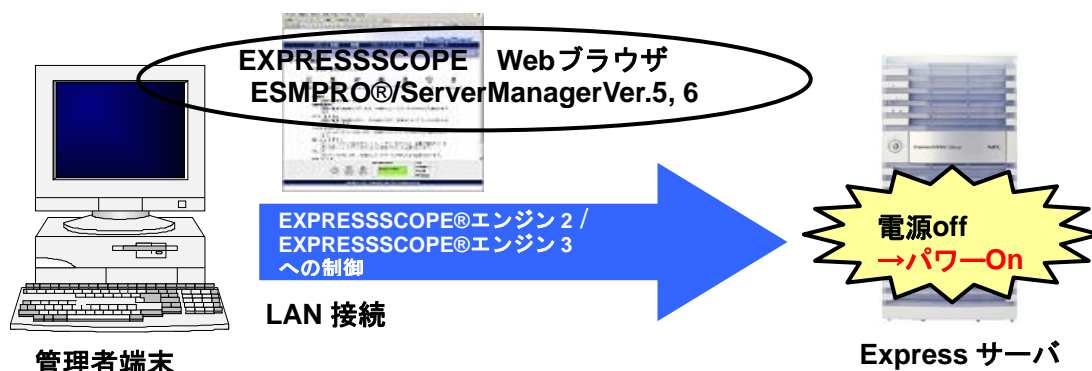 EXPRESSSCOPE Webブラウザ
ESMPRO®/ServerManagerVer.5, 6
EXPRESSSCOPE®エンジン 2 /
EXPRESSSCOPE®エンジン 3
への制御
LAN 接続
管理者端末
NEC
電源off
→パワーOn
Express サーバ